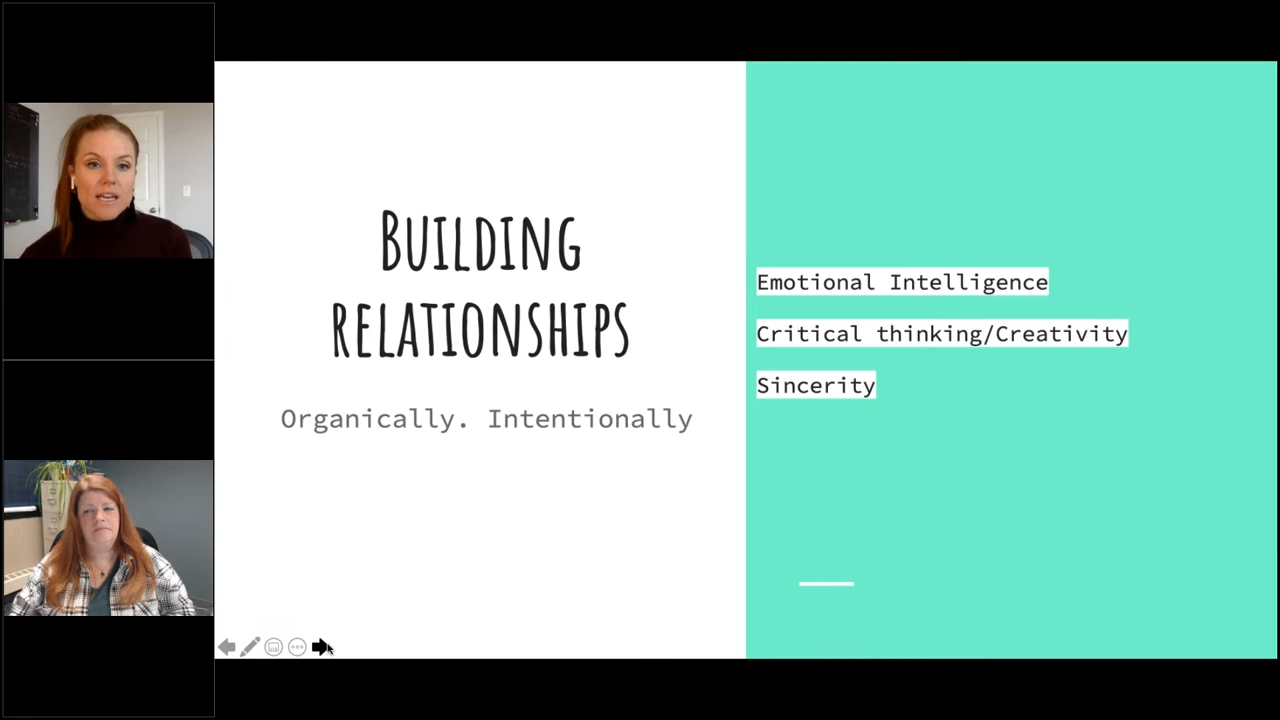 Building
relationships
Organically. Intentionally
Emotional Intelligence
Critical thinking/Creativity
Sincerity